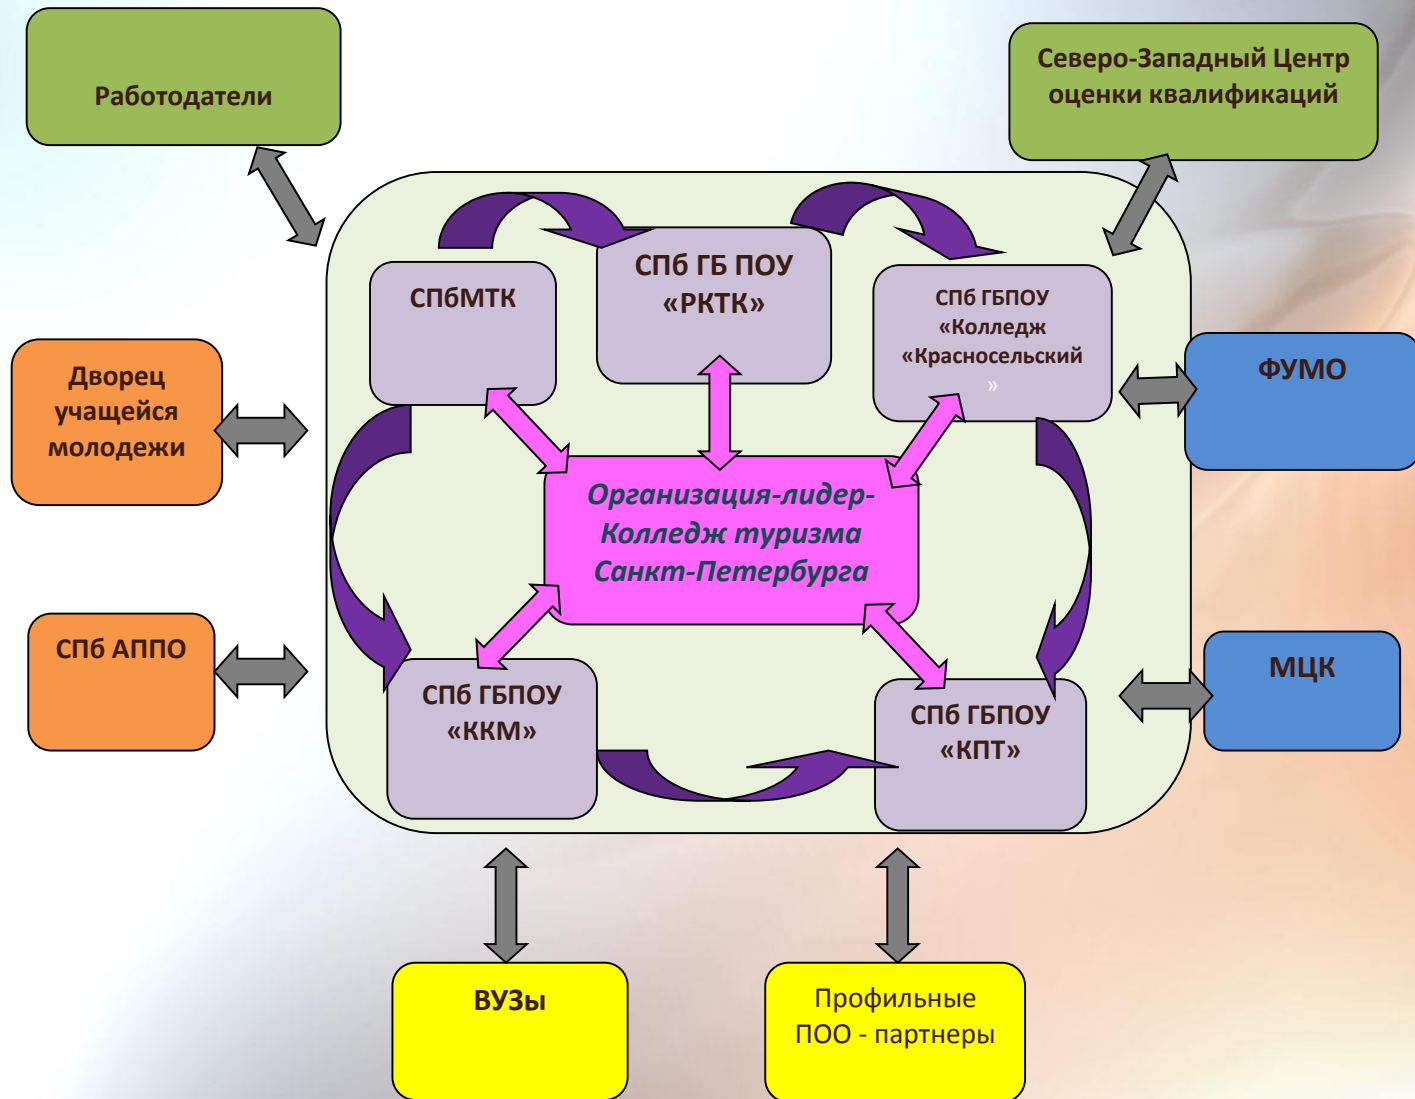 Работодатели
Северо-Западный Центр
оценки квалификаций
СПбМТК
СПб ГБ ПОУ
«РКТК»
СПб ГБПОУ
«Колледж
«Красносельский
»
Дворец
учащейся
молодежи
ФУМО
Организация-лидер-
Колледж туризма
Санкт-Петербурга
СПб АППО
МЦК
СПб ГБПОУ
«ККМ»
СПб ГБПОУ
«КПТ»
ВУЗы
Профильные
ПОО - партнеры